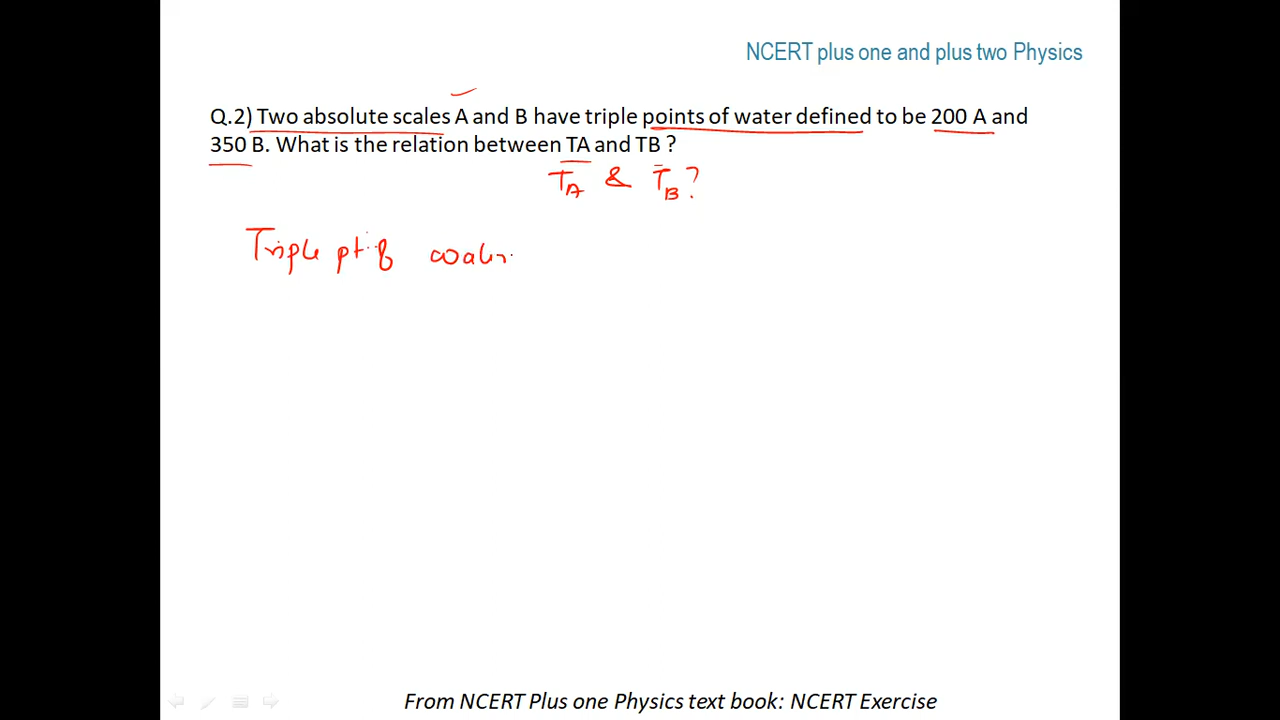 NCERT plus one and plus two Physics
Q.2) Two absolute scales A and B have triple points of water defined to be 200 A and
350 B. What is the relation between TA and TB ?
TA & TB?
Triple pt. of water
From NCERT Plus one Physics text book: NCERT Exercise